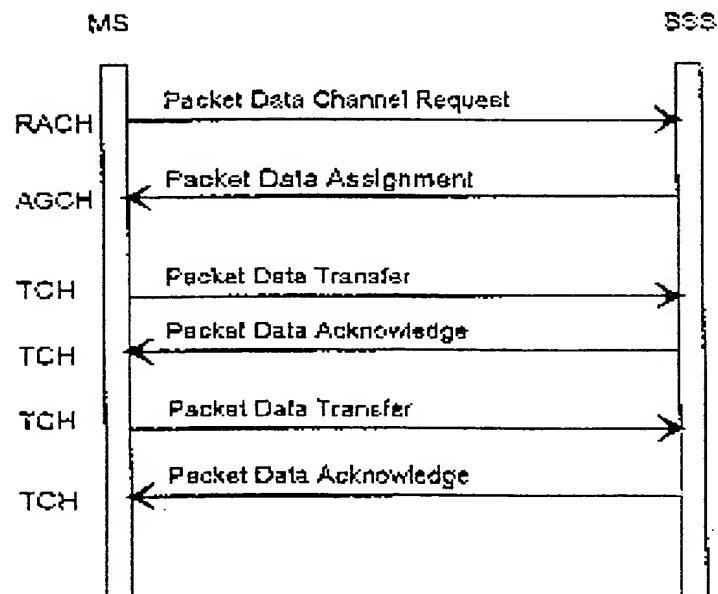 MS BSS
Packet Data Channel Request
RACH
Packet Data Assignment
AGCH
Packet Data Transfer
TCH
Packet Data Acknowledge
TCH
Packet Data Transfer
TCH
Packet Data Acknowledge
TCH